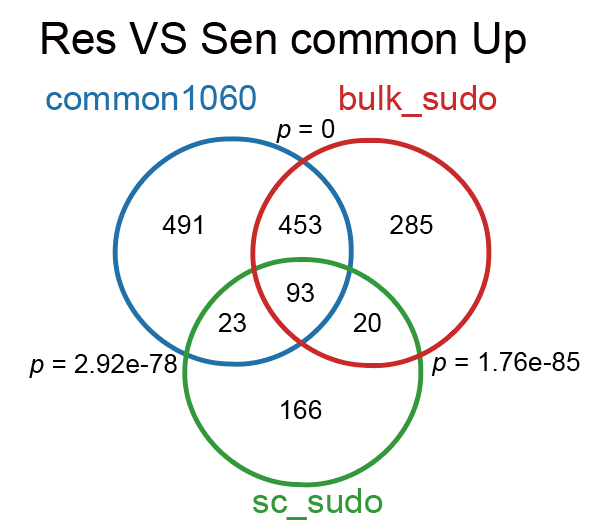 Res VS Sen common Up
common1060
bulk_sudo
p = 0
491
453
285
93
23
20
p = 2.92e-78
p = 1.76e-85
166
sc_sudo